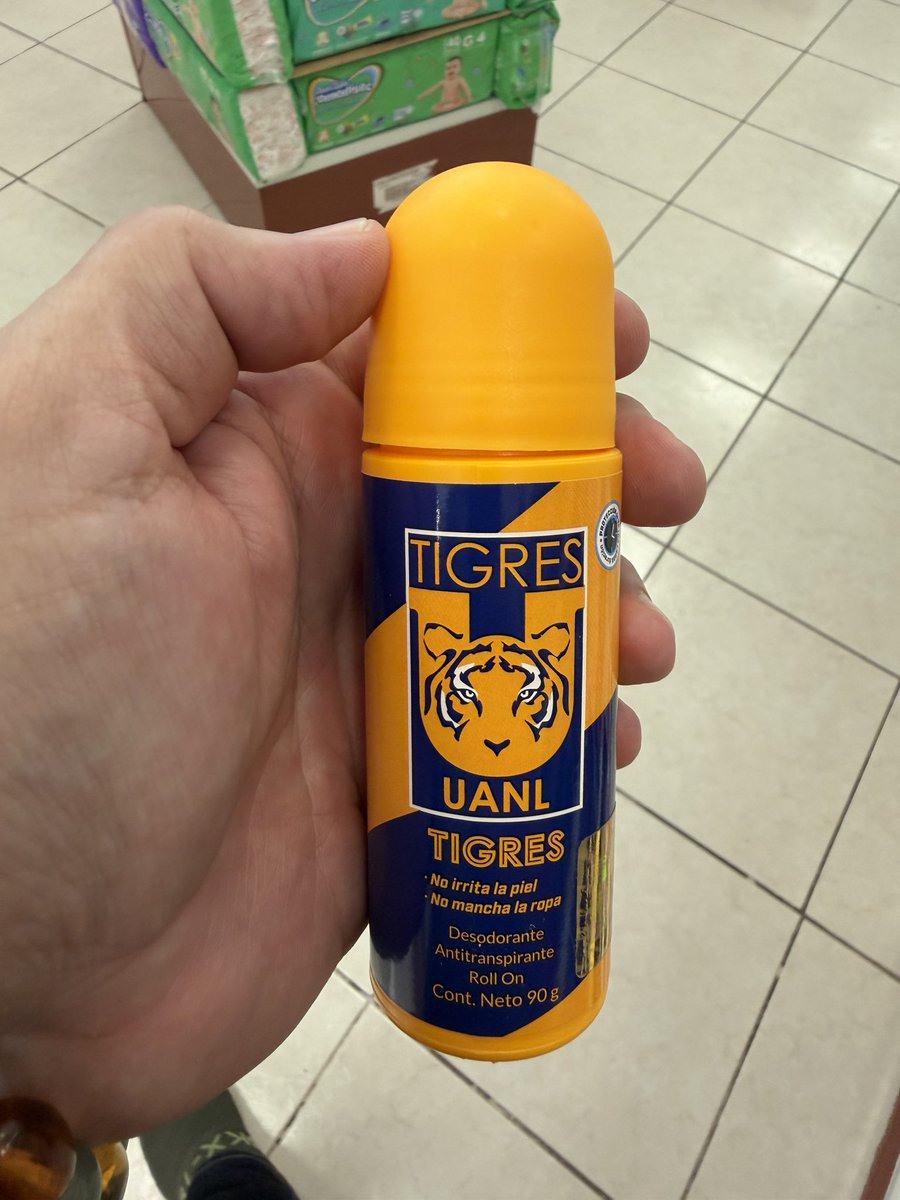 TIGRES
UANL
TIGRES
· No irrita la piel
· No mancha la ropa
Desodorante
Antitranspirante
Roll On
Cont. Neto 90 g